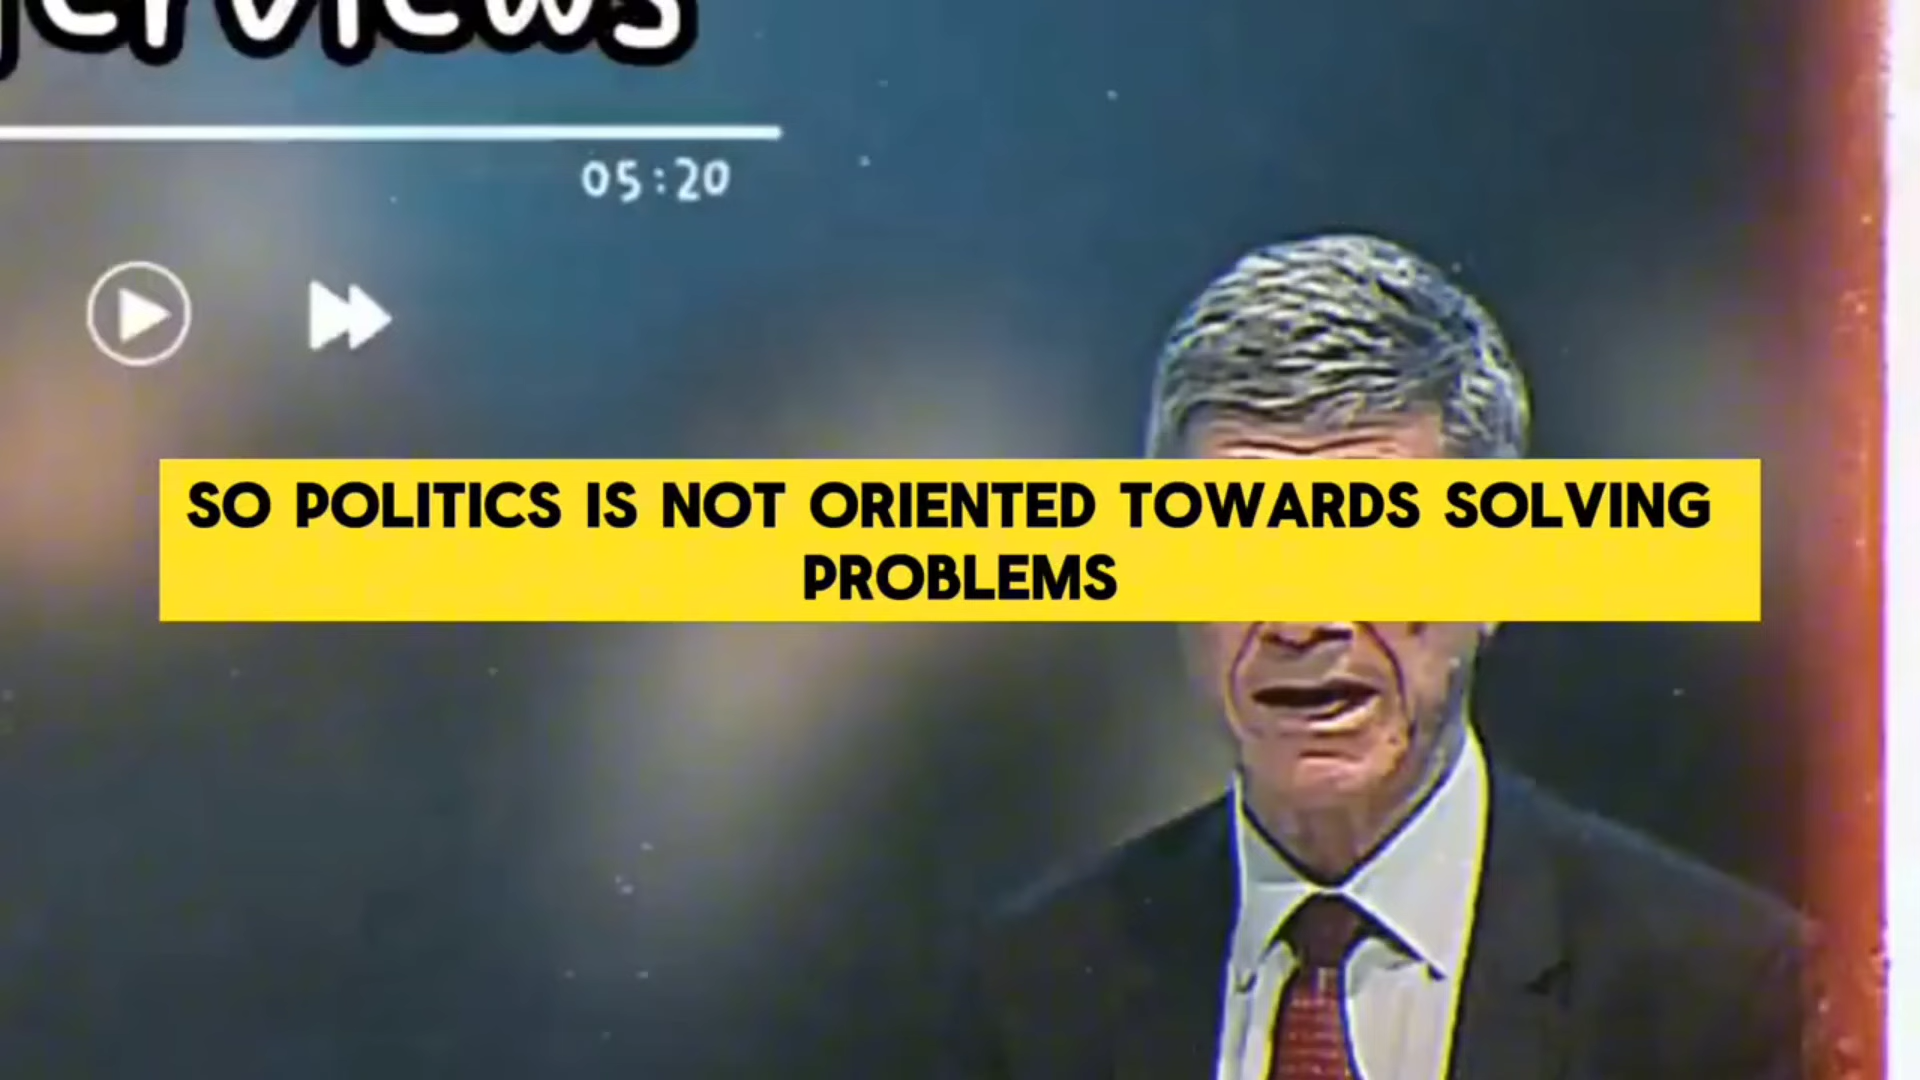 05:20
SO POLITICS IS NOT ORIENTED TOWARDS SOLVING
PROBLEMS